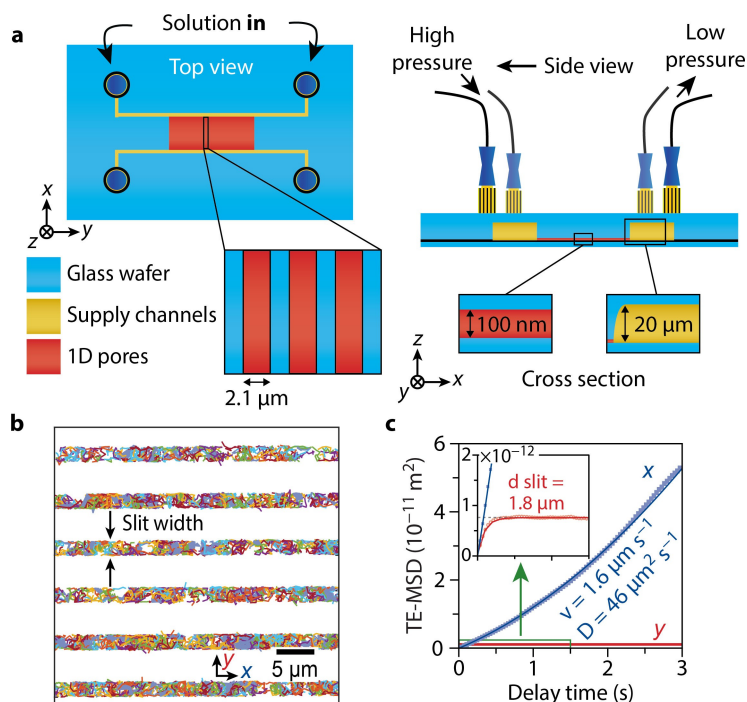 a
Solution in
Top view
x
z
y
Glass wafer
Supply channels
1D pores
2.1 µm
High
pressure
Side view
Low
pressure
100 nm
20 µm
z
y
x
Cross section
b
Slit width
y
x
5 µm
c
TE-MSD (10⁻¹¹ m²)
6
4
2
0
2
×10⁻¹²
1
0
d slit =
1.8 µm
x
v = 1.6 µm s⁻¹
D = 46 µm² s⁻¹
y
0
1
2
3
Delay time (s)